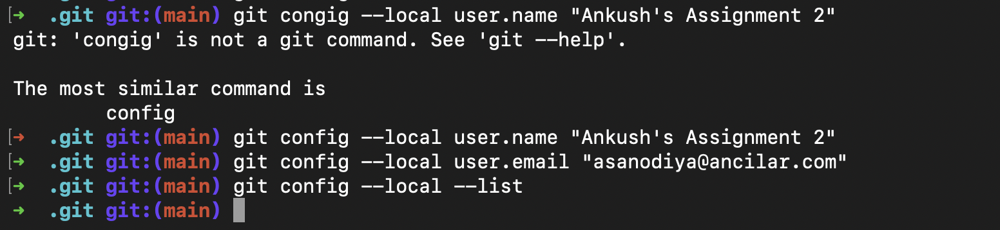 [➜  .git git:(main) git congig --local user.name "Ankush's Assignment 2"
git: 'congig' is not a git command. See 'git --help'.
The most similar command is
config
[➜  .git git:(main) git config --local user.name "Ankush's Assignment 2"
[➜  .git git:(main) git config --local user.email "asanodiya@ancilar.com"
[➜  .git git:(main) git config --local --list
➜  .git git:(main)